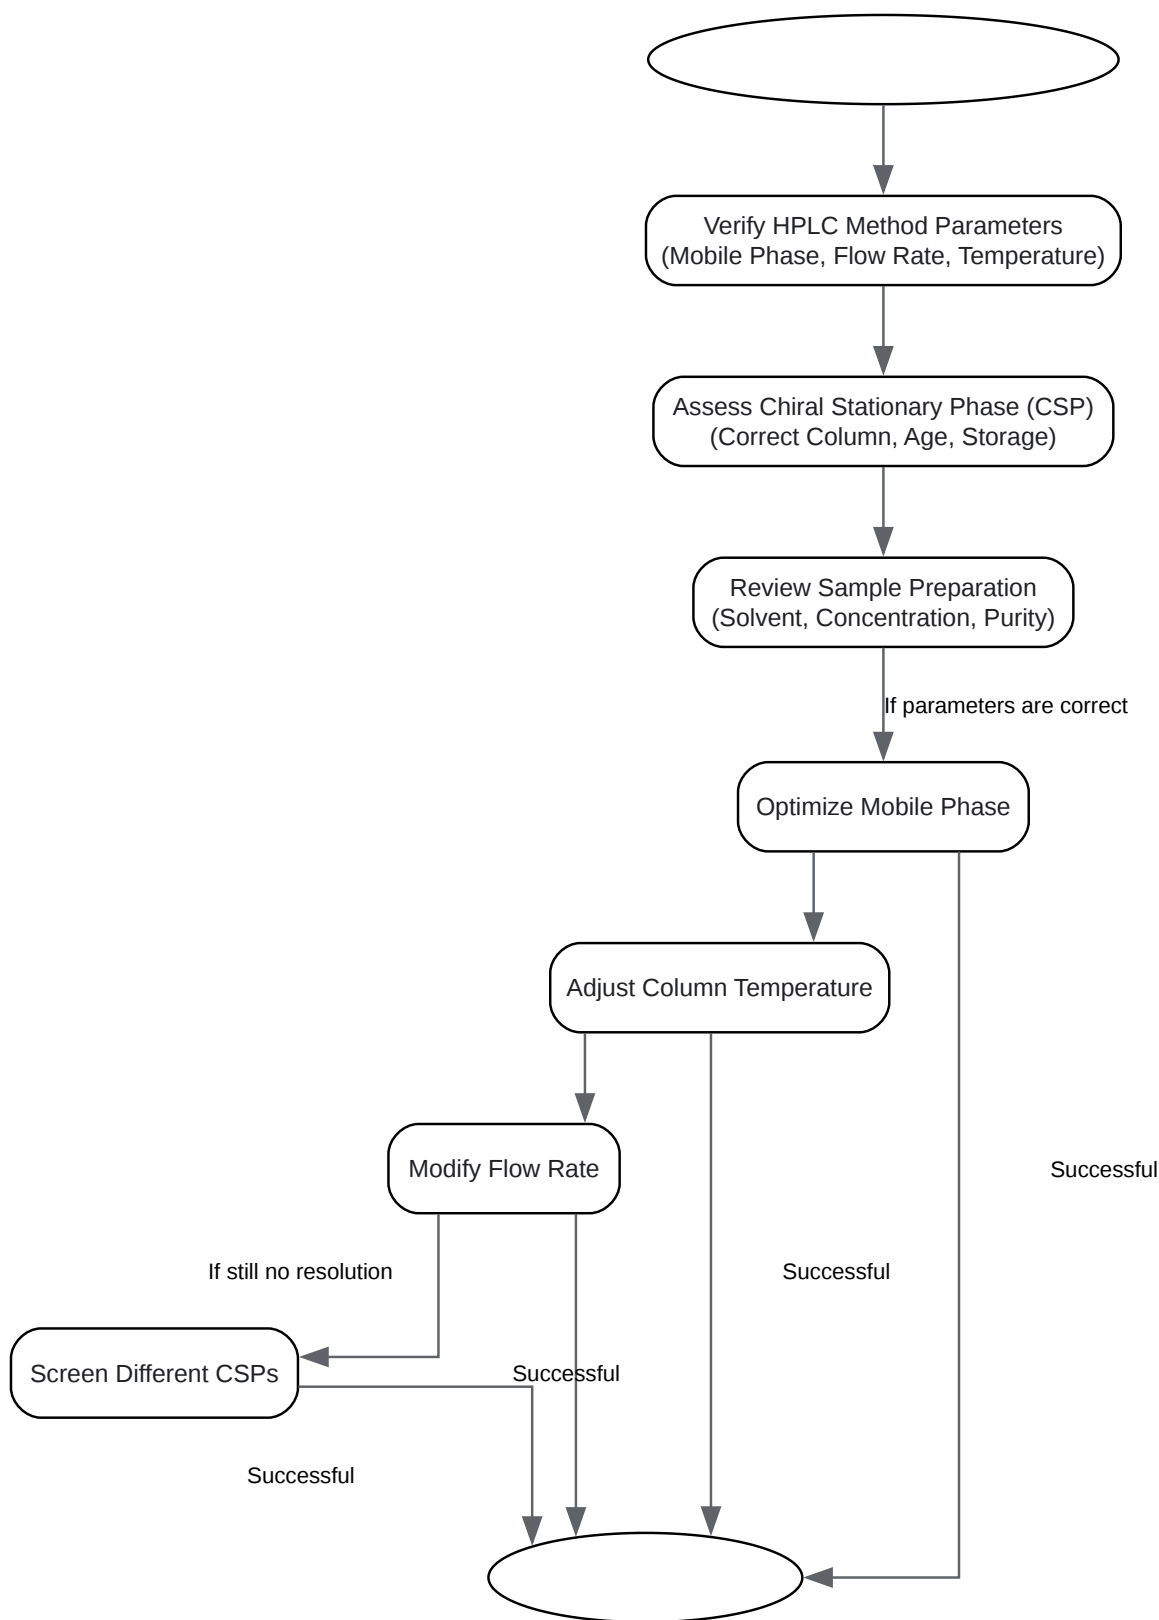 Verify HPLC Method Parameters
(Mobile Phase, Flow Rate, Temperature)
Assess Chiral Stationary Phase (CSP)
(Correct Column, Age, Storage)
Review Sample Preparation
(Solvent, Concentration, Purity)
If parameters are correct
Optimize Mobile Phase
Adjust Column Temperature
Modify Flow Rate
Successful
If still no resolution
Successful
Screen Different CSPs
Successful
Successful